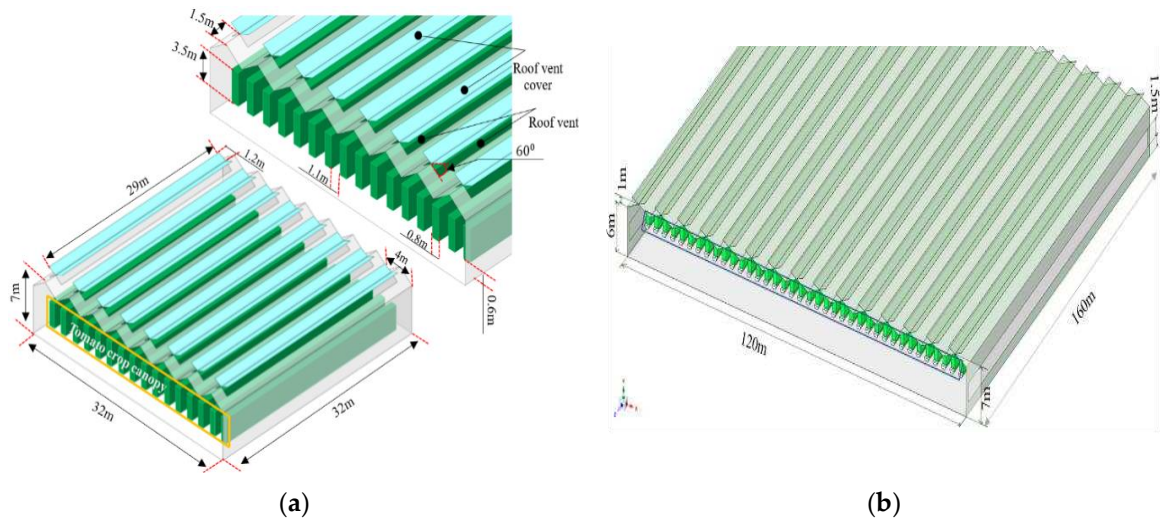 1.5m
3.5m
Roof vent
cover
Roof vent
60⁰
1.2m
1.1m
0.8m
0.6m
29m
4m
7m
Tomato crop canopy
32m
32m
(a)
1.5m
1m
6m
160m
120m
7m
(b)